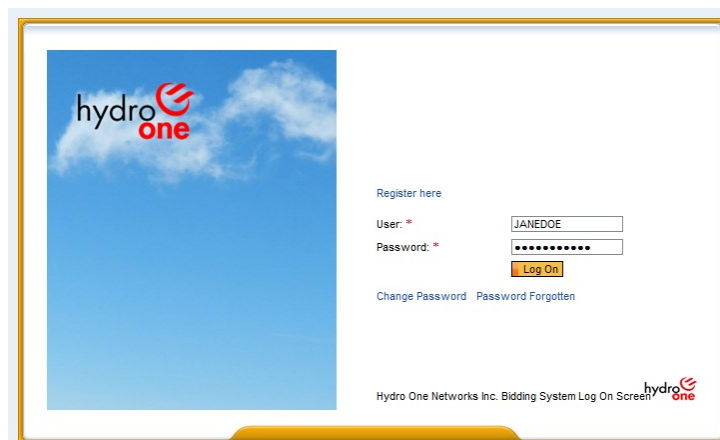 hydro
one
Register here
User: * JANEDOE
Password: * •••••••••••
Log On
Change Password Password Forgotten
Hydro One Networks Inc. Bidding System Log On Screen
hydro
one